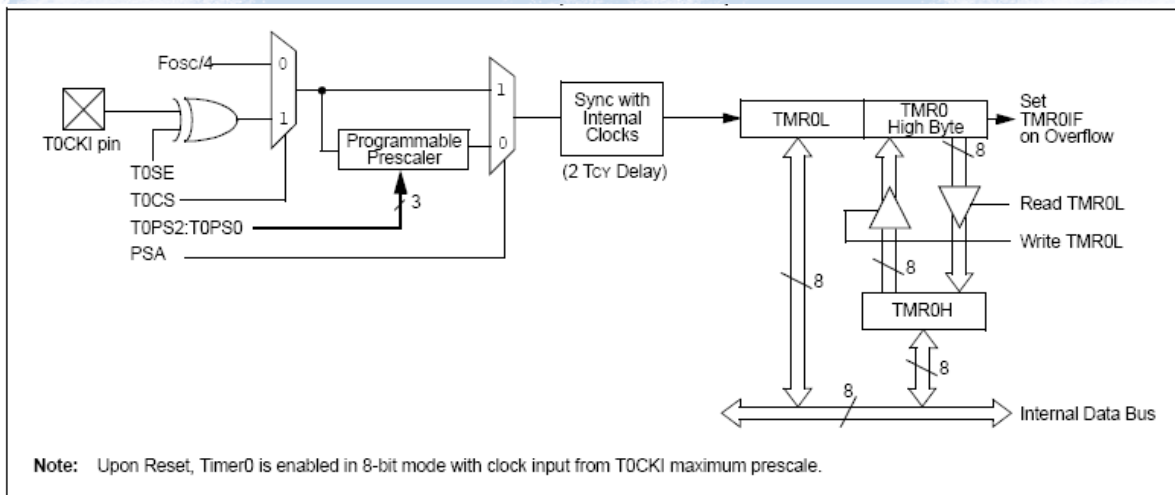 Fosc/4
0
1
T0CKI pin
T0SE
T0CS
T0PS2:T0PS0
PSA
Programmable
Prescaler
3
1
0
Sync with
Internal
Clocks
(2 TCY Delay)
TMR0L
TMR0
High Byte
Set
TMR0IF
on Overflow
8
Read TMR0L
Write TMR0L
8
8
TMR0H
8
8
Internal Data Bus
Note: Upon Reset, Timer0 is enabled in 8-bit mode with clock input from T0CKI maximum prescale.